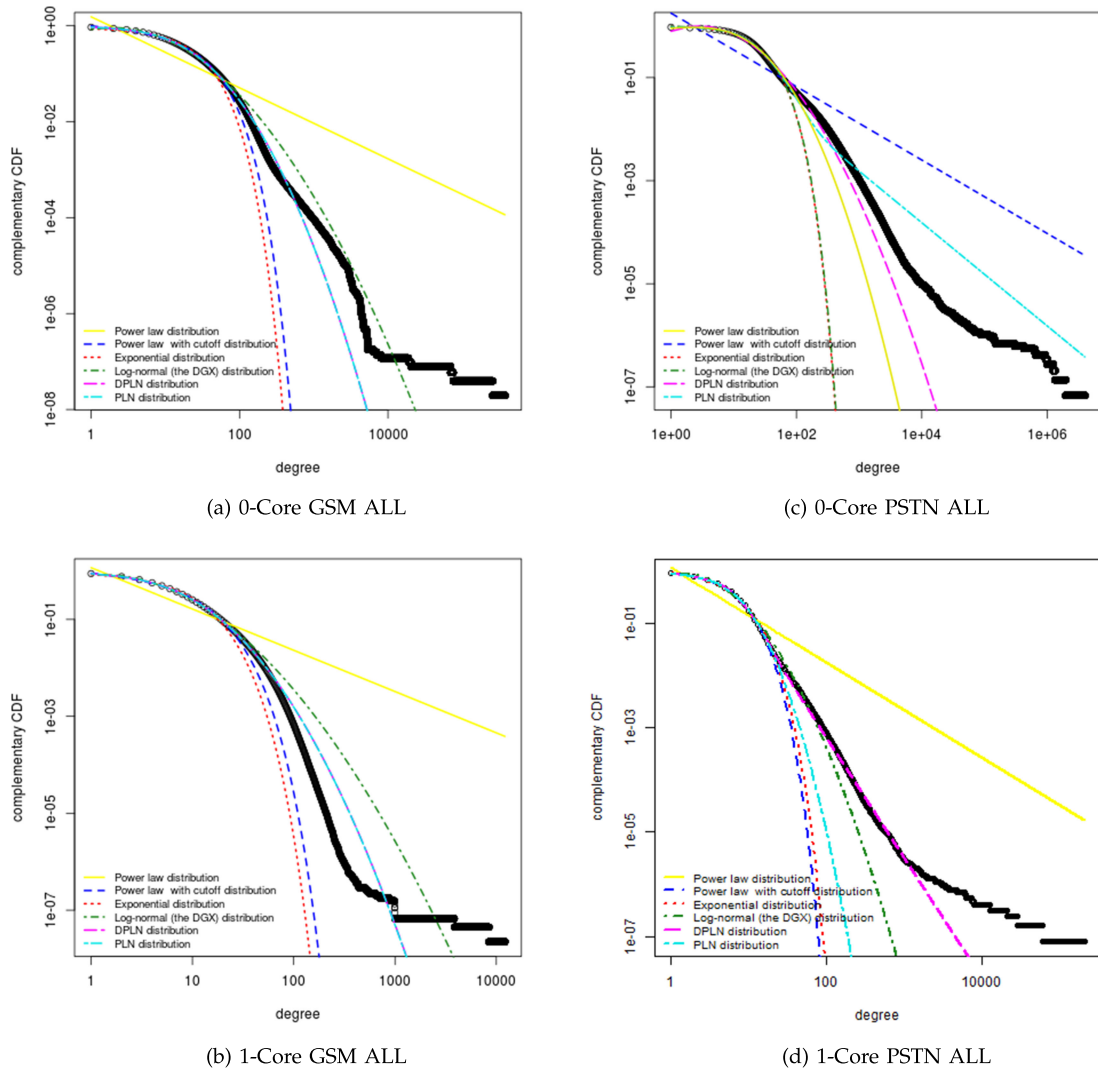 complementary CDF
1e+00
1e-02
1e-04
1e-06
1e-08
Power law distribution
Power law  with cutoff distribution
Exponential distribution
Log-normal (the DGX) distribution
DPLN distribution
PLN distribution
1
100
10000
degree
(a) 0-Core GSM ALL
complementary CDF
1e-01
1e-03
1e-05
1e-07
Power law distribution
Power law  with cutoff distribution
Exponential distribution
Log-normal (the DGX) distribution
DPLN distribution
PLN distribution
1e+00
1e+02
1e+04
1e+06
degree
(c) 0-Core PSTN ALL
complementary CDF
1e-01
1e-03
1e-05
1e-07
Power law distribution
Power law  with cutoff distribution
Exponential distribution
Log-normal (the DGX) distribution
DPLN distribution
PLN distribution
1
10
100
1000
10000
degree
(b) 1-Core GSM ALL
complementary CDF
1e-01
1e-03
1e-05
1e-07
Power law distribution
Power law  with cutoff distribution
Exponential distribution
Log-normal (the DGX) distribution
DPLN distribution
PLN distribution
1
100
10000
degree
(d) 1-Core PSTN ALL